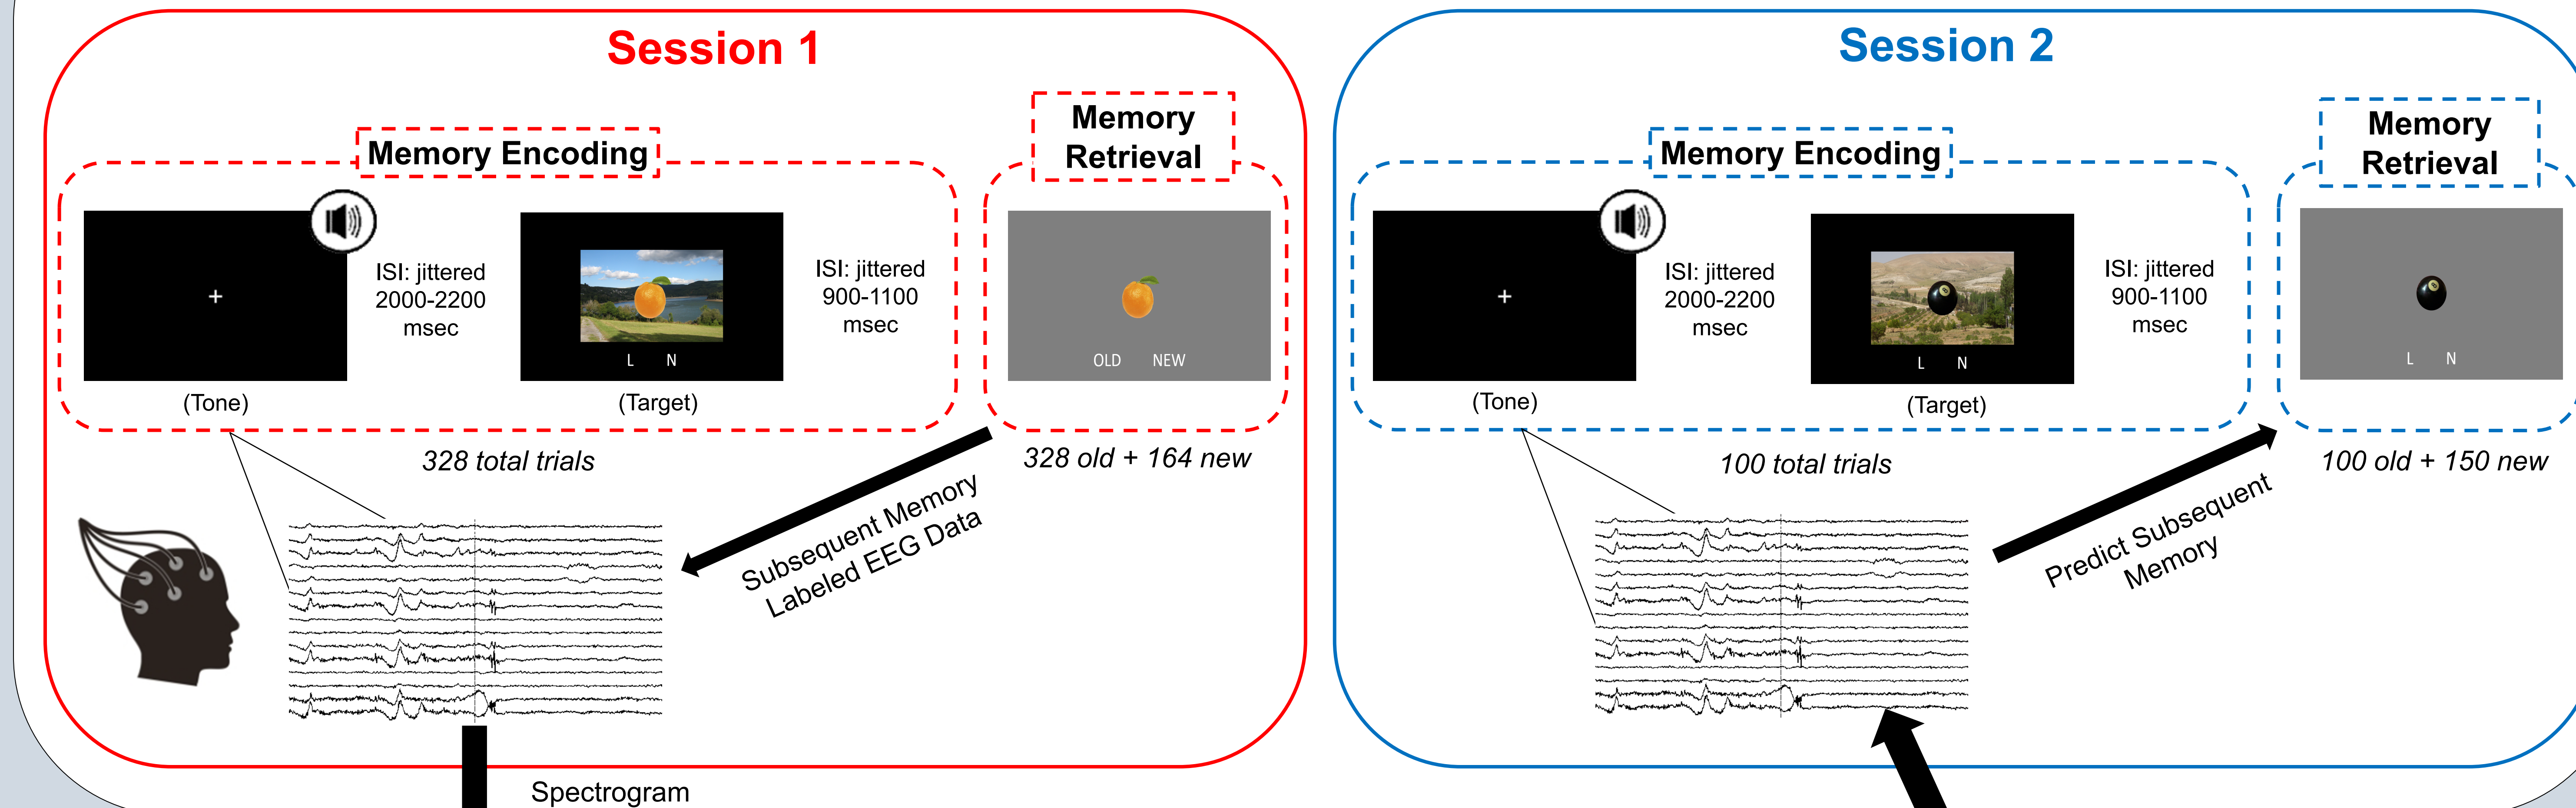 Session 1
Memory Encoding
Memory
Retrieval
+
ISI: jittered
2000-2200
msec
L N
ISI: jittered
900-1100
msec
OLD NEW
(Tone)
(Target)
328 total trials
328 old + 164 new
Subsequent Memory
Labeled EEG Data
Spectrogram
Session 2
Memory Encoding
Memory
Retrieval
+
ISI: jittered
2000-2200
msec
8
L N
ISI: jittered
900-1100
msec
8
L N
(Tone)
(Target)
100 total trials
100 old + 150 new
Predict Subsequent
Memory